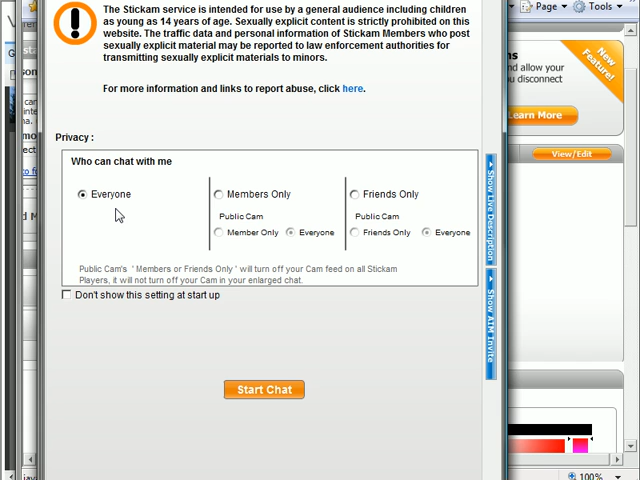 Page
Tools
The Stickam service is intended for use by a general audience including children
as young as 14 years of age. Sexually explicit content is strictly prohibited on this
website. The traffic data and personal information of Stickam Members who post
sexually explicit material may be reported to law enforcement authorities for
transmitting sexually explicit materials to minors.
For more information and links to report abuse, click here.
New
Feature!
ons
nd allow your
ou disconnect
Learn More
View/Edit
Privacy :
Who can chat with me
Everyone
Members Only
Friends Only
Public Cam
Public Cam
Member Only
Everyone
Friends Only
Everyone
Public Cam's ' Members or Friends Only ' will turn off your Cam feed on all Stickam
Players, it will not turn off your Cam in your enlarged chat.
Don't show this setting at start up
Show Live Description
Show AIM Invite
Start Chat
100%